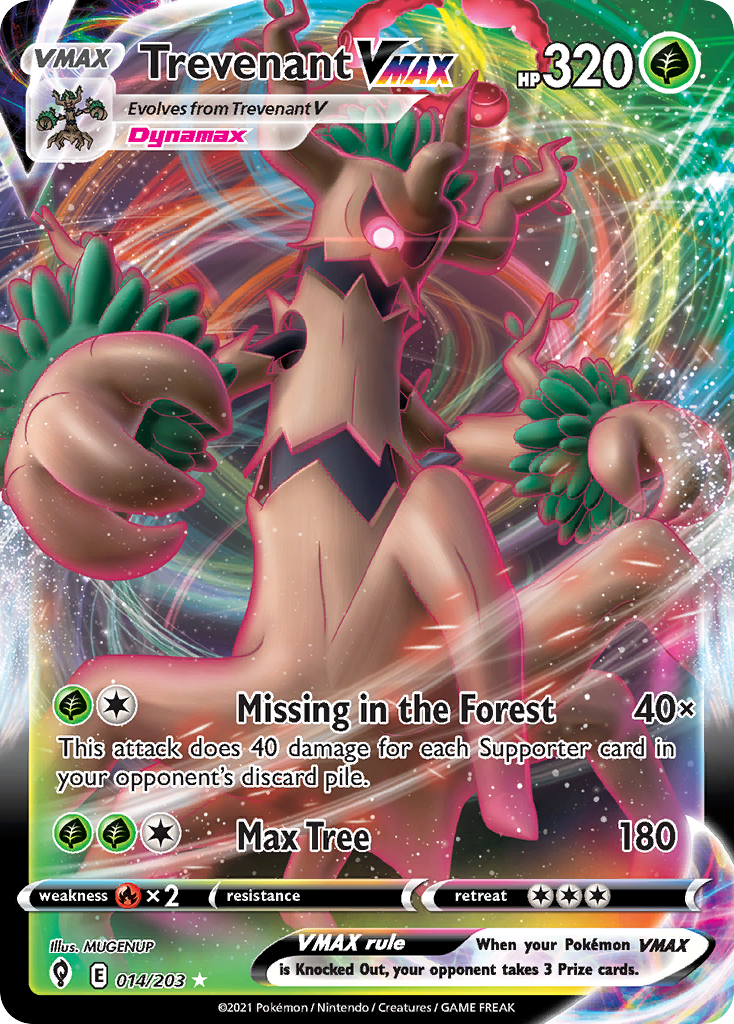 VMAX
Trevenant VMAX
HP 320
Evolves from Trevenant V
Dynamax
Missing in the Forest 40×
This attack does 40 damage for each Supporter card in
your opponent's discard pile.
Max Tree 180
weakness ×2 resistance retreat
Illus. MUGENUP
E 014/203
VMAX rule When your Pokémon VMAX
is Knocked Out, your opponent takes 3 Prize cards.
©2021 Pokémon / Nintendo / Creatures / GAME FREAK